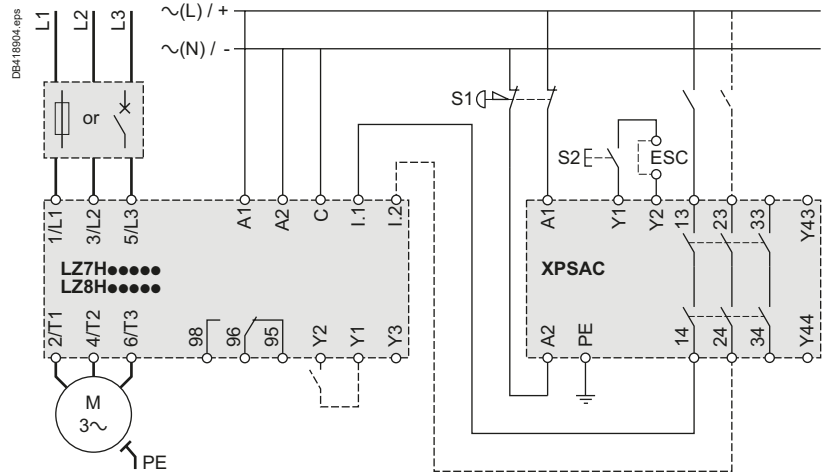 DB418904.eps
L1
L2
L3
~(L) / +
~(N) / -
or
S1
S2
ESC
1/L1
3/L2
5/L3
A1
A2
C
I.1
I.2
A1
Y1
Y2
13
23
33
Y43
LZ7H●●●●●
LZ8H●●●●●
XPSAC
2/T1
4/T2
6/T3
98
96
95
Y2
Y1
Y3
A2
PE
14
24
34
Y44
M
3~
PE